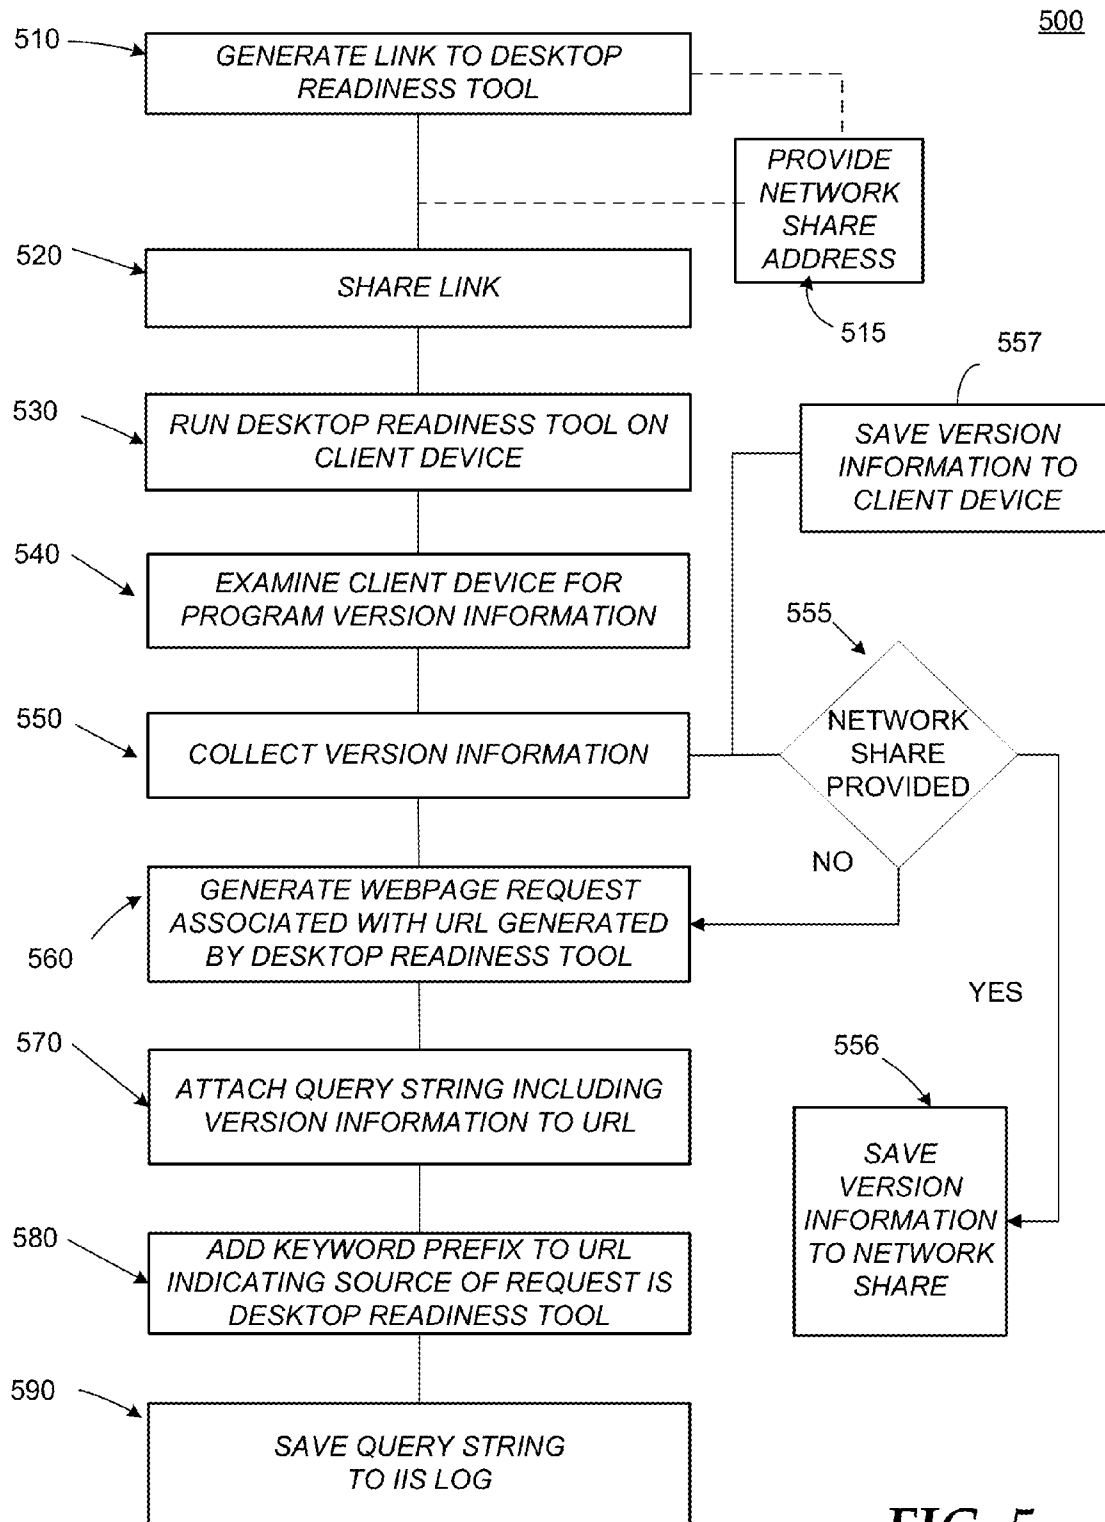 500
510
GENERATE LINK TO DESKTOP
READINESS TOOL
PROVIDE
NETWORK
SHARE
ADDRESS
515
520
SHARE LINK
530
RUN DESKTOP READINESS TOOL ON
CLIENT DEVICE
557
SAVE VERSION
INFORMATION TO
CLIENT DEVICE
540
EXAMINE CLIENT DEVICE FOR
PROGRAM VERSION INFORMATION
555
NETWORK
SHARE
PROVIDED
550
COLLECT VERSION INFORMATION
NO
YES
560
GENERATE WEBPAGE REQUEST
ASSOCIATED WITH URL GENERATED
BY DESKTOP READINESS TOOL
570
ATTACH QUERY STRING INCLUDING
VERSION INFORMATION TO URL
556
SAVE
VERSION
INFORMATION
TO NETWORK
SHARE
580
ADD KEYWORD PREFIX TO URL
INDICATING SOURCE OF REQUEST IS
DESKTOP READINESS TOOL
590
SAVE QUERY STRING
TO IIS LOG
FIG. 5